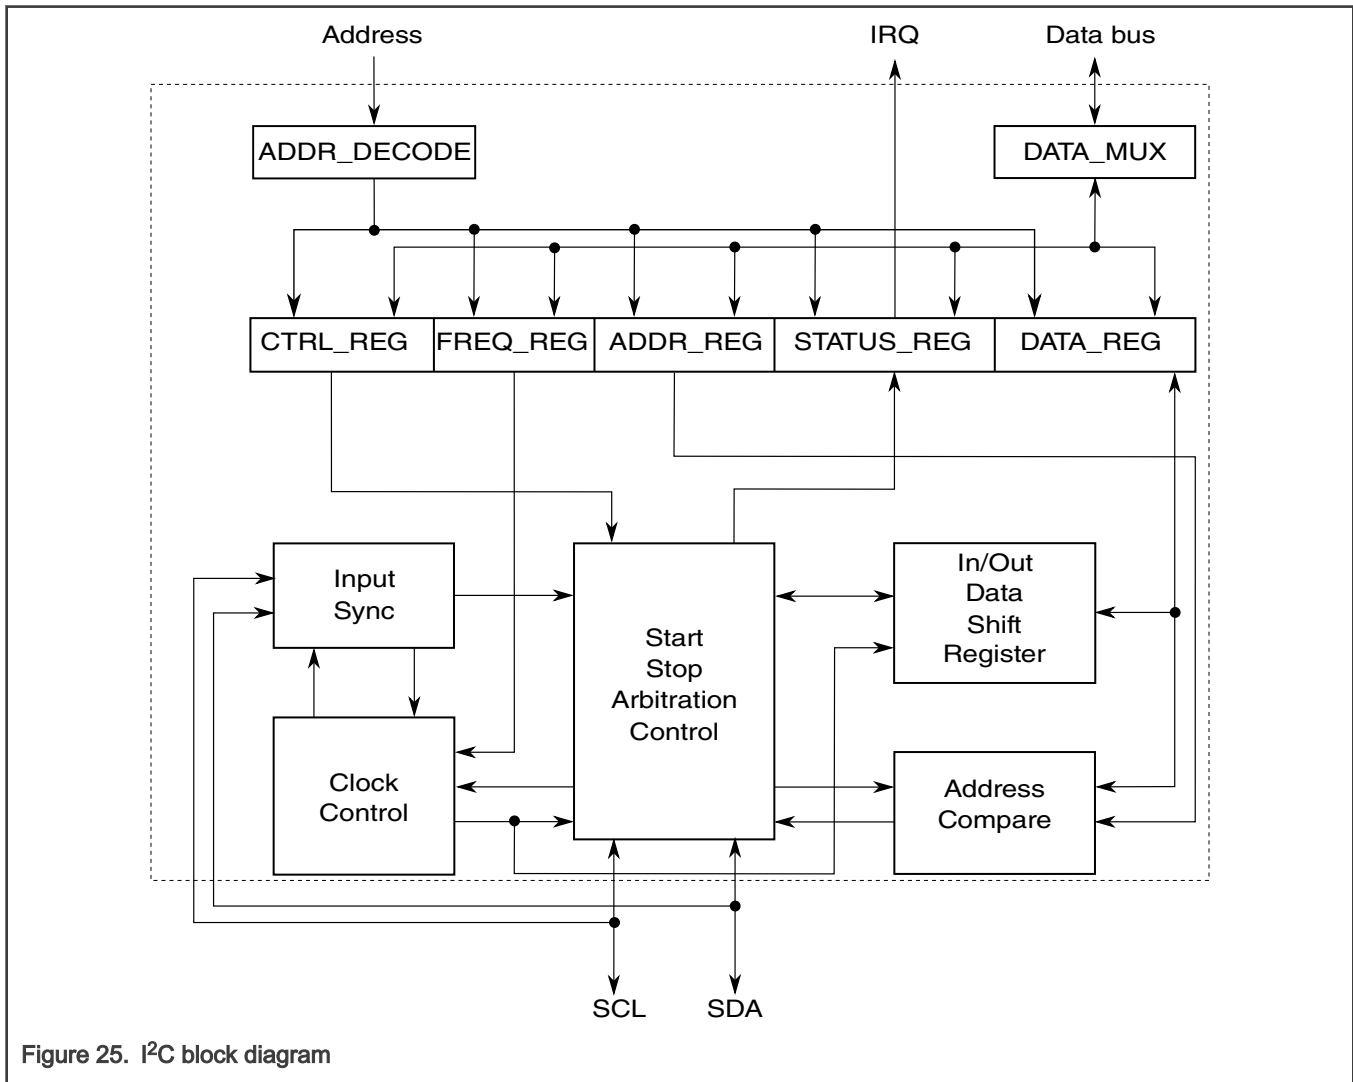 Address
IRQ
Data bus
ADDR_DECODE
DATA_MUX
CTRL_REG
FREQ_REG
ADDR_REG
STATUS_REG
DATA_REG
Input
Sync
Start
Stop
Arbitration
Control
In/Out
Data
Shift
Register
Clock
Control
Address
Compare
SCL
SDA
Figure 25. I²C block diagram